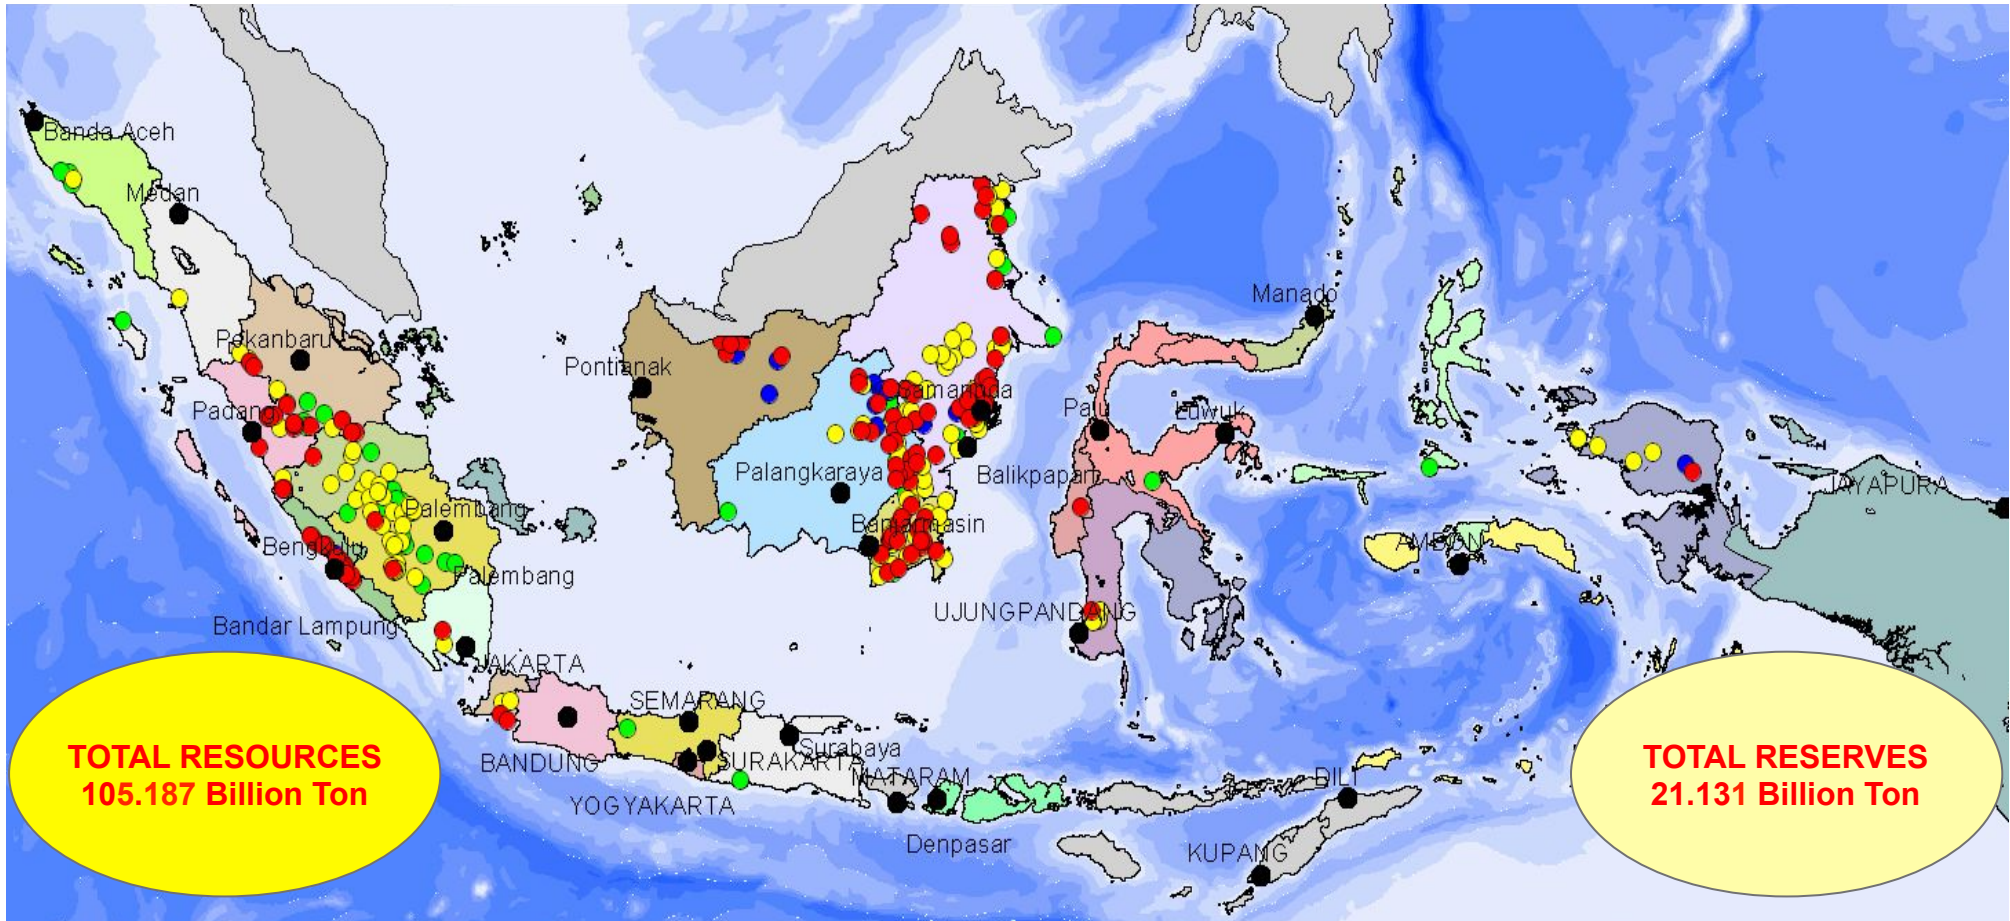 Banda Aceh
Medan
Pekanbaru
Padang
Bengkulu
Palembang
Palembang
Bandar Lampung
JAKARTA
BANDUNG
SEMARANG
YOGYAKARTA
SURAKARTA
Surabaya
MATARAM
Denpasar
Pontianak
Palangkaraya
Samarinda
Balikpapan
Banjarmasin
Manado
Palu
Luwuk
UJUNGPANDANG
AMBON
JAYAPURA
DILI
KUPANG
TOTAL RESOURCES
105.187 Billion Ton
TOTAL RESERVES
21.131 Billion Ton